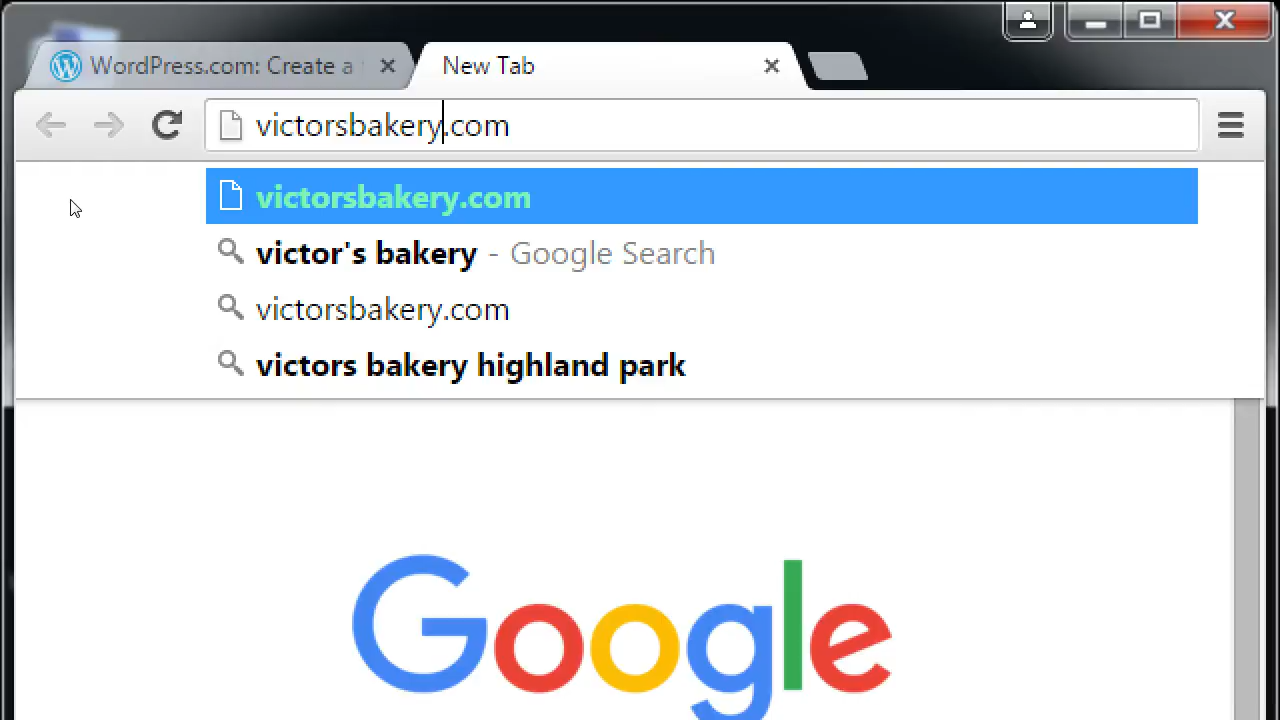 WordPress.com: Create a
New Tab
victorsbakery.com
victorsbakery.com
victor's bakery - Google Search
victorsbakery.com
victors bakery highland park
Google